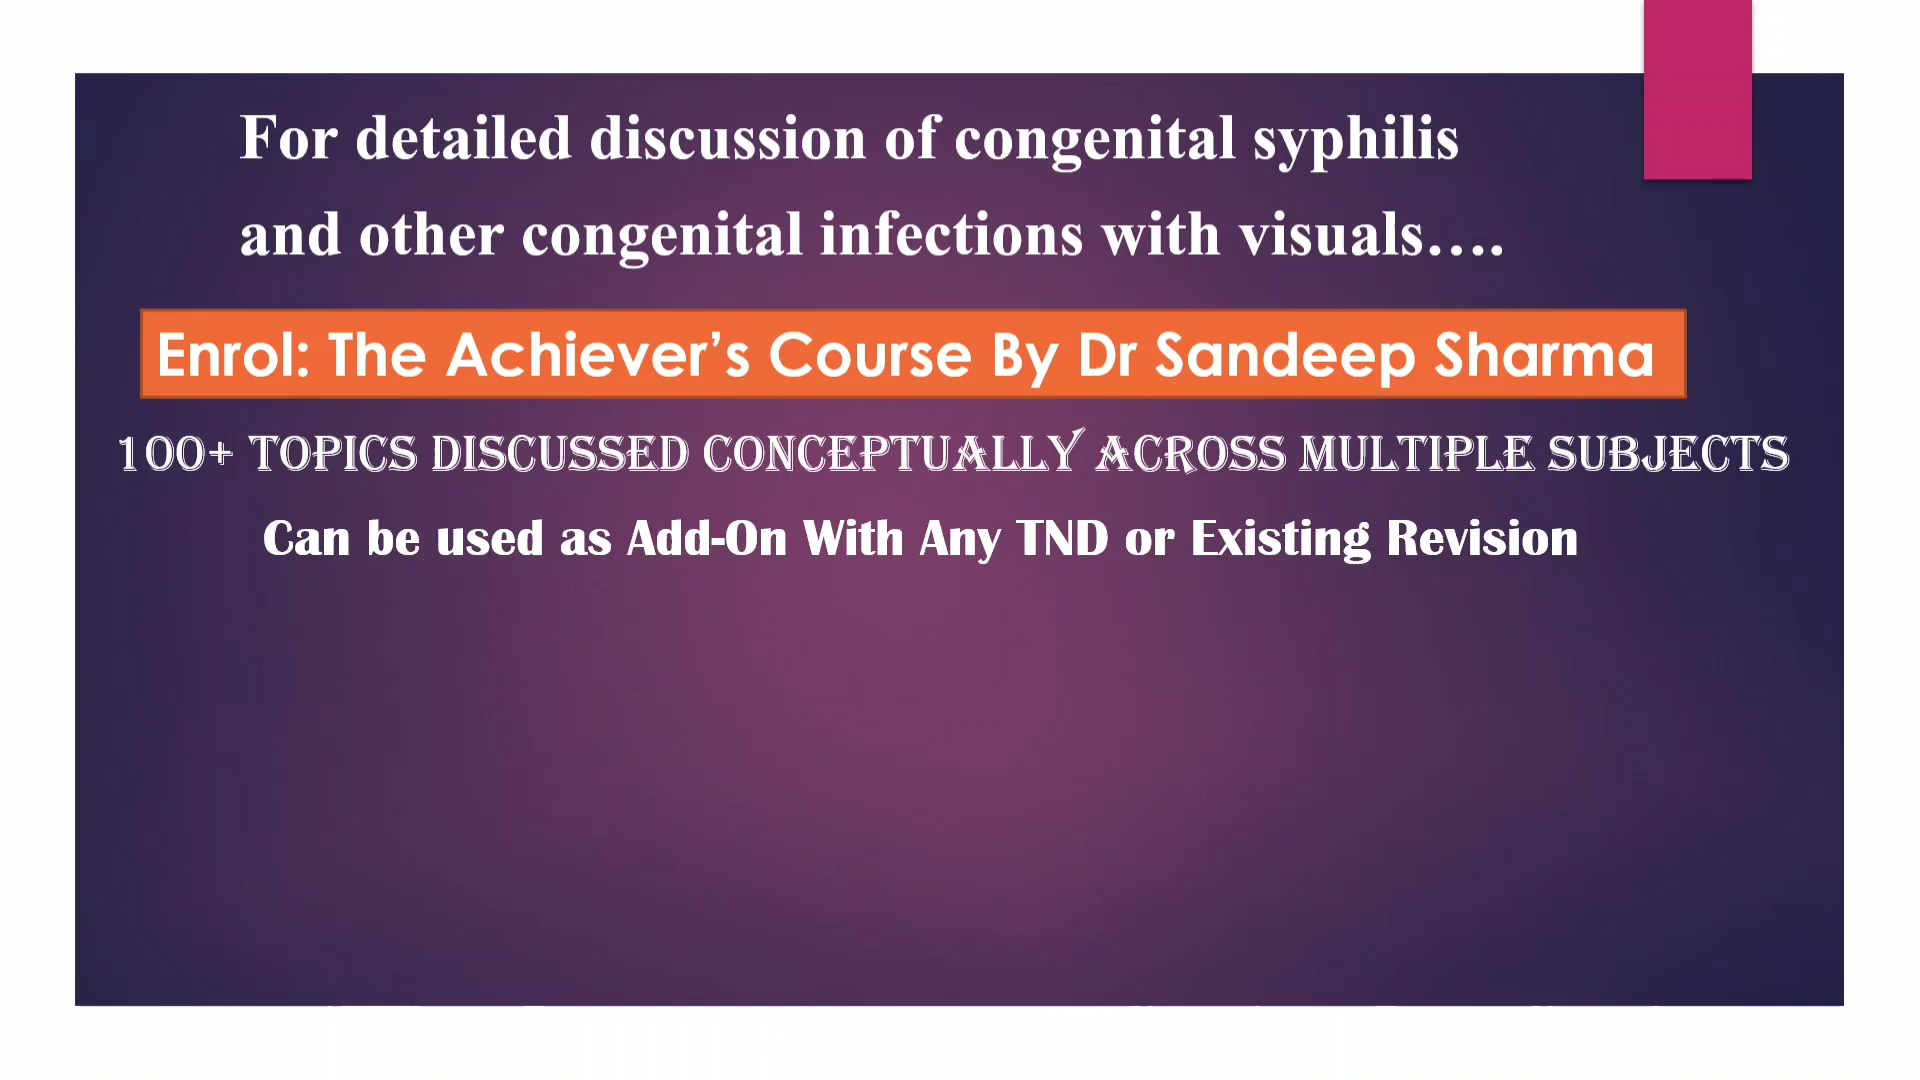 For detailed discussion of congenital syphilis
and other congenital infections with visuals….
Enrol: The Achiever’s Course By Dr Sandeep Sharma
100+ TOPICS DISCUSSED CONCEPTUALLY ACROSS MULTIPLE SUBJECTS
Can be used as Add-On With Any TND or Existing Revision